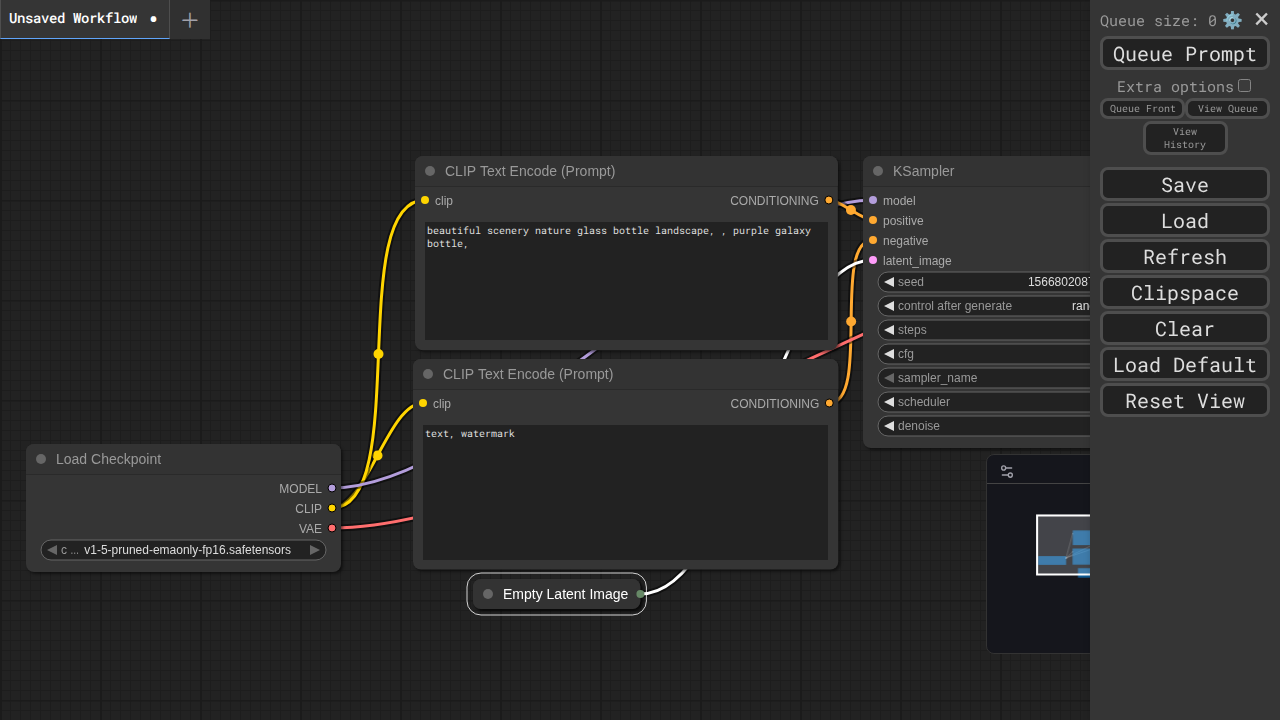 Unsaved Workflow
Queue size: 0
Queue Prompt
Extra options
Queue Front
View Queue
View
History
Save
Load
Refresh
Clipspace
Clear
Load Default
Reset View
CLIP Text Encode (Prompt)
clip
CONDITIONING
beautiful scenery nature glass bottle landscape, , purple galaxy
bottle,
CLIP Text Encode (Prompt)
clip
CONDITIONING
text, watermark
KSampler
model
positive
negative
latent_image
seed 156680208
control after generate ran
steps
cfg
sampler_name
scheduler
denoise
Load Checkpoint
MODEL
CLIP
VAE
c ... v1-5-pruned-emaonly-fp16.safetensors
Empty Latent Image